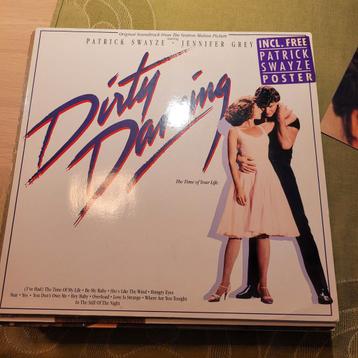 Original Soundtrack From The Vestron Motion Picture
starring
PATRICK SWAYZE • JENNIFER GREY
INCL. FREE
PATRICK
SWAYZE
POSTER
Dirty
Dancing
The Time of Your Life
(I've Had) The Time Of My Life • Be My Baby • She's Like The Wind • Hungry Eyes
Stay • Yes • You Don't Own Me • Hey Baby • Overload • Love Is Strange • Where Are You Tonight
In The Still Of The Night